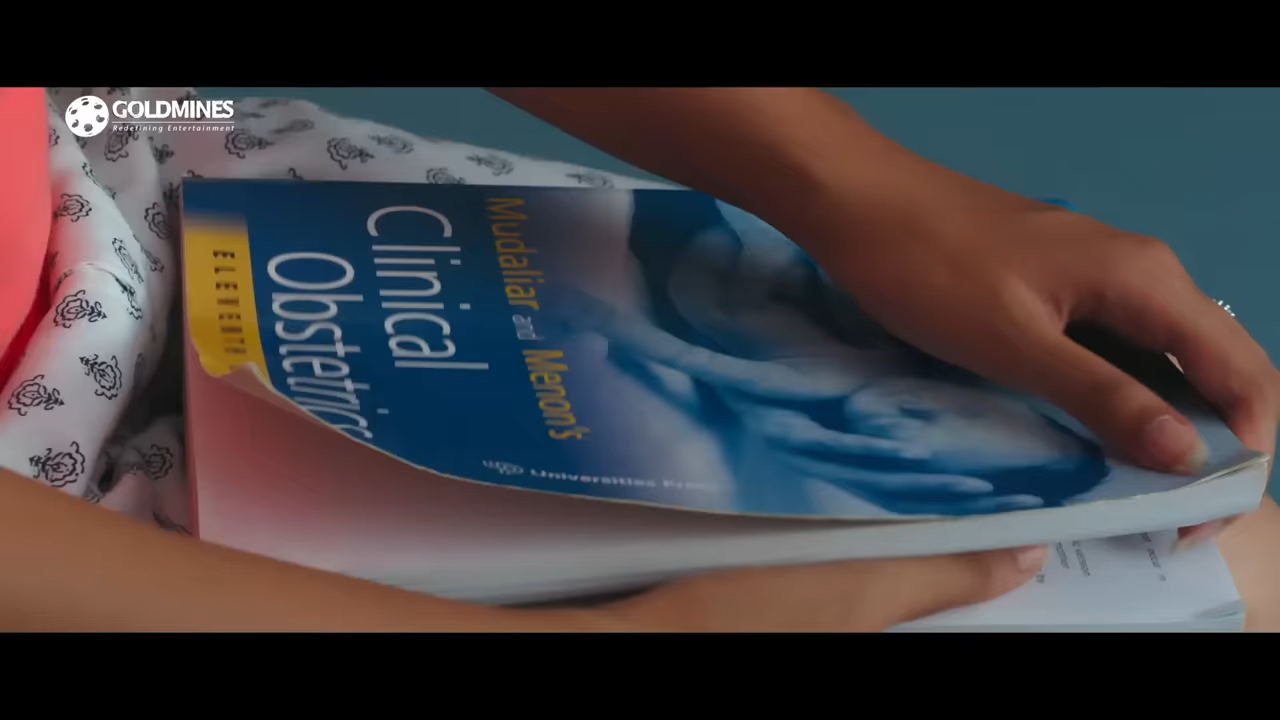 GOLDMINES
Redefining Entertainment
Mudaliar and Menon's
Clinical
Obstetrics
ELEVENTH
Universities Press